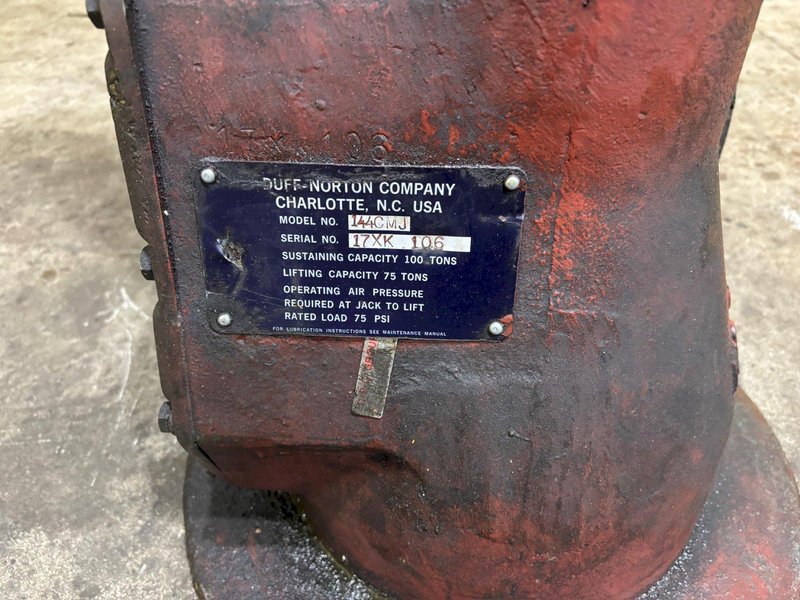 17XK 106
DUFF-NORTON COMPANY
CHARLOTTE, N.C. USA
MODEL NO. 144CMJ
SERIAL NO. 17XK 106
SUSTAINING CAPACITY 100 TONS
LIFTING CAPACITY 75 TONS
OPERATING AIR PRESSURE
REQUIRED AT JACK TO LIFT
RATED LOAD 75 PSI
FOR LUBRICATION INSTRUCTIONS SEE MAINTENANCE MANUAL